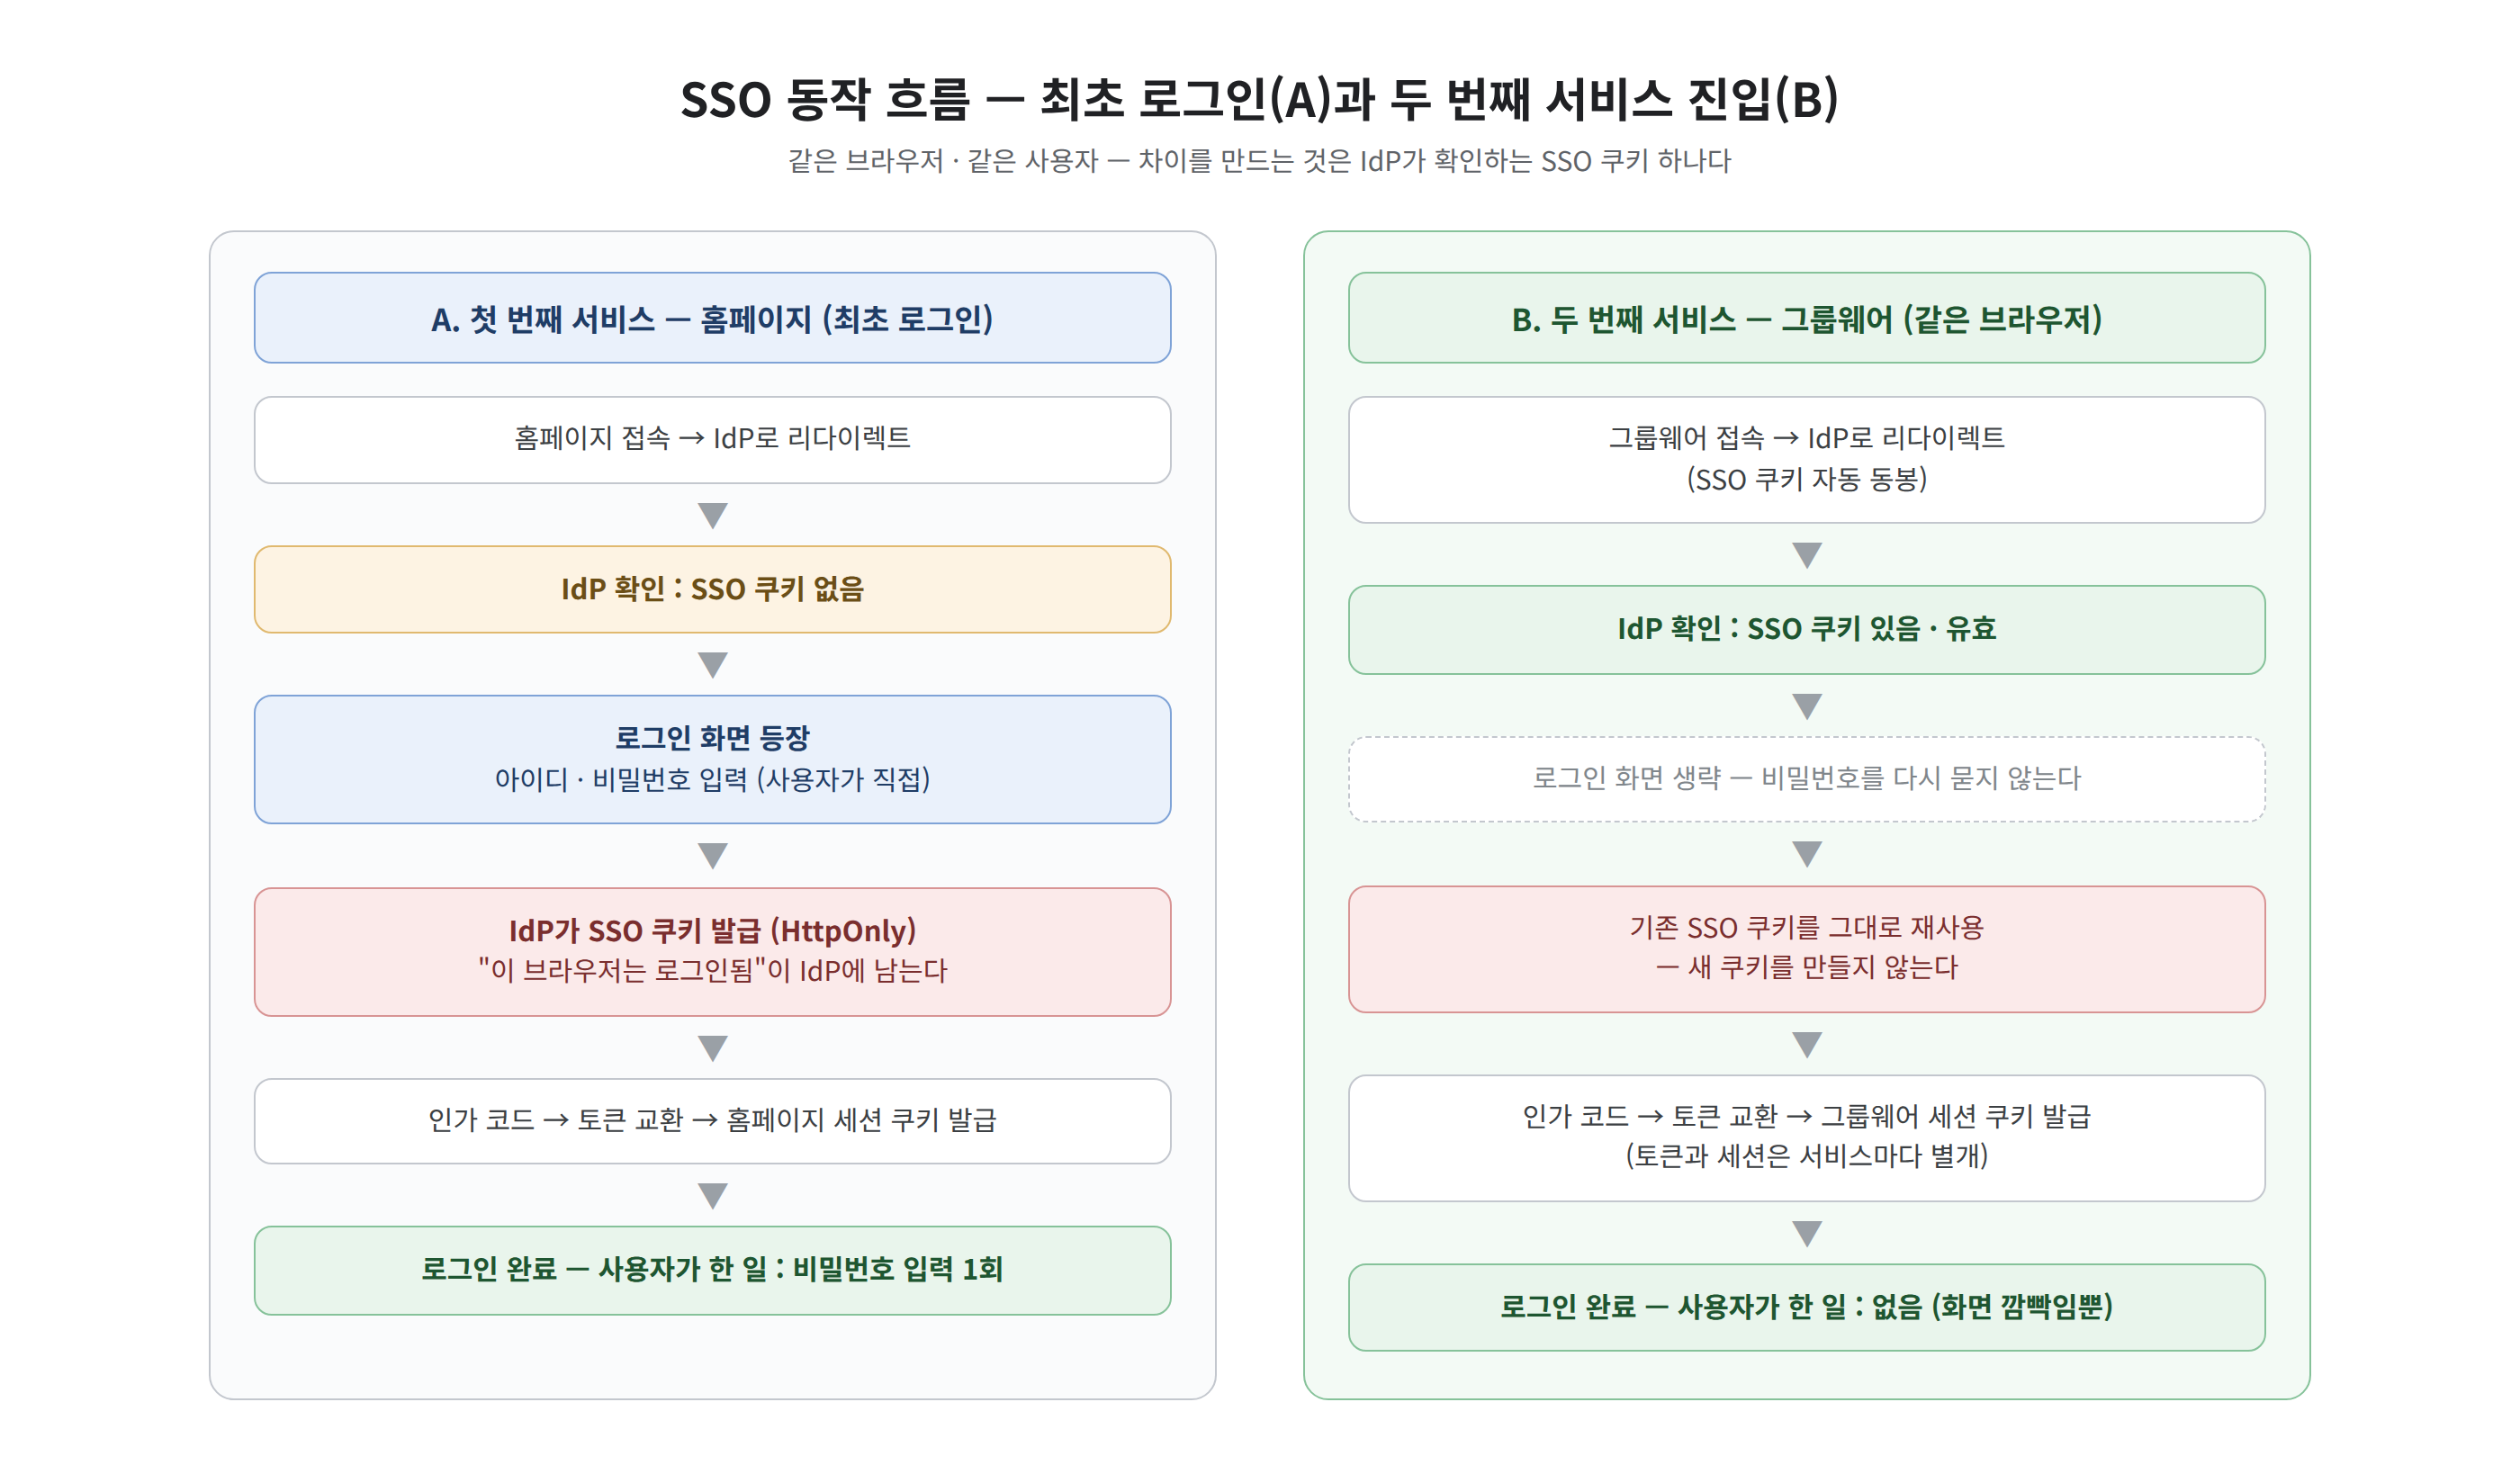 SSO 동작 흐름 — 최초 로그인(A)과 두 번째 서비스 진입(B)
같은 브라우저 · 같은 사용자 — 차이를 만드는 것은 IdP가 확인하는 SSO 쿠키 하나다
A. 첫 번째 서비스 — 홈페이지 (최초 로그인)
홈페이지 접속 → IdP로 리다이렉트
IdP 확인 : SSO 쿠키 없음
로그인 화면 등장
아이디 · 비밀번호 입력 (사용자가 직접)
IdP가 SSO 쿠키 발급 (HttpOnly)
"이 브라우저는 로그인됨"이 IdP에 남는다
인가 코드 → 토큰 교환 → 홈페이지 세션 쿠키 발급
로그인 완료 — 사용자가 한 일 : 비밀번호 입력 1회
B. 두 번째 서비스 — 그룹웨어 (같은 브라우저)
그룹웨어 접속 → IdP로 리다이렉트
(SSO 쿠키 자동 동봉)
IdP 확인 : SSO 쿠키 있음 · 유효
로그인 화면 생략 — 비밀번호를 다시 묻지 않는다
기존 SSO 쿠키를 그대로 재사용
— 새 쿠키를 만들지 않는다
인가 코드 → 토큰 교환 → 그룹웨어 세션 쿠키 발급
(토큰과 세션은 서비스마다 별개)
로그인 완료 — 사용자가 한 일 : 없음 (화면 깜빡임뿐)